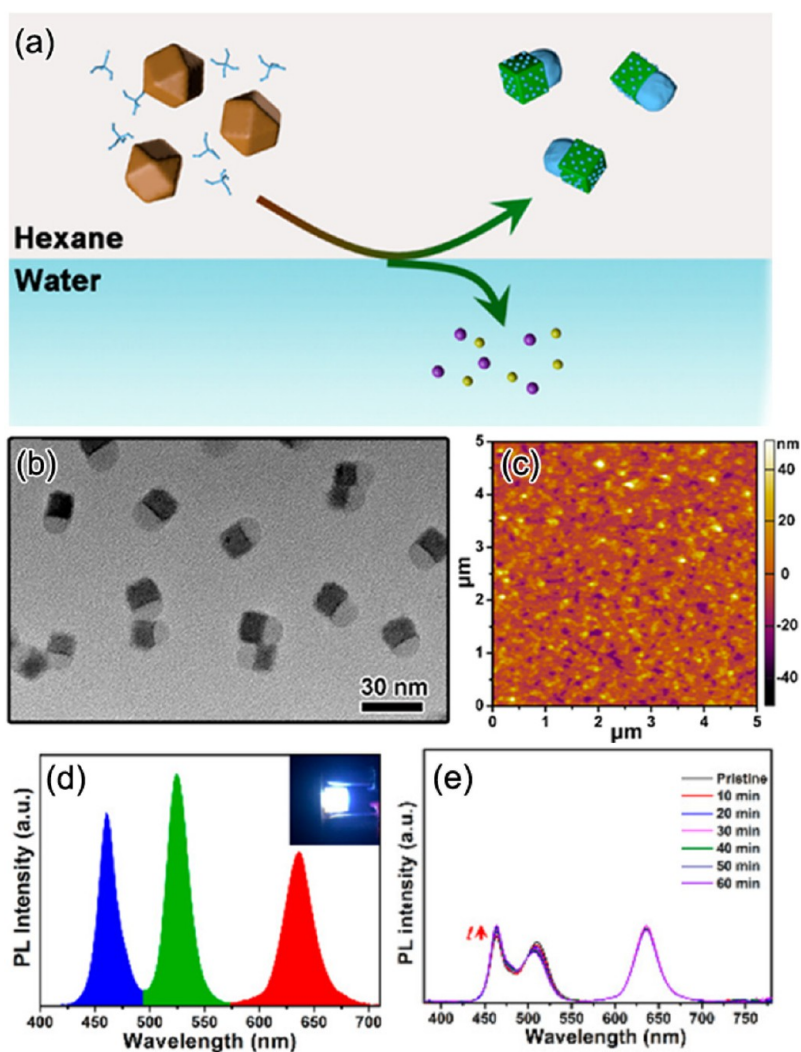 (a)
Hexane
Water
(b)
30 nm
(c)
5
4
3
2
1
0
µm
0 1 2 3 4 5
µm
nm
40
20
0
-20
-40
(d)
PL Intensity (a.u.)
400 450 500 550 600 650 700
Wavelength (nm)
(e)
PL intensity (a.u.)
Pristine
10 min
20 min
30 min
40 min
50 min
60 min
400 450 500 550 600 650 700 750
Wavelength (nm)